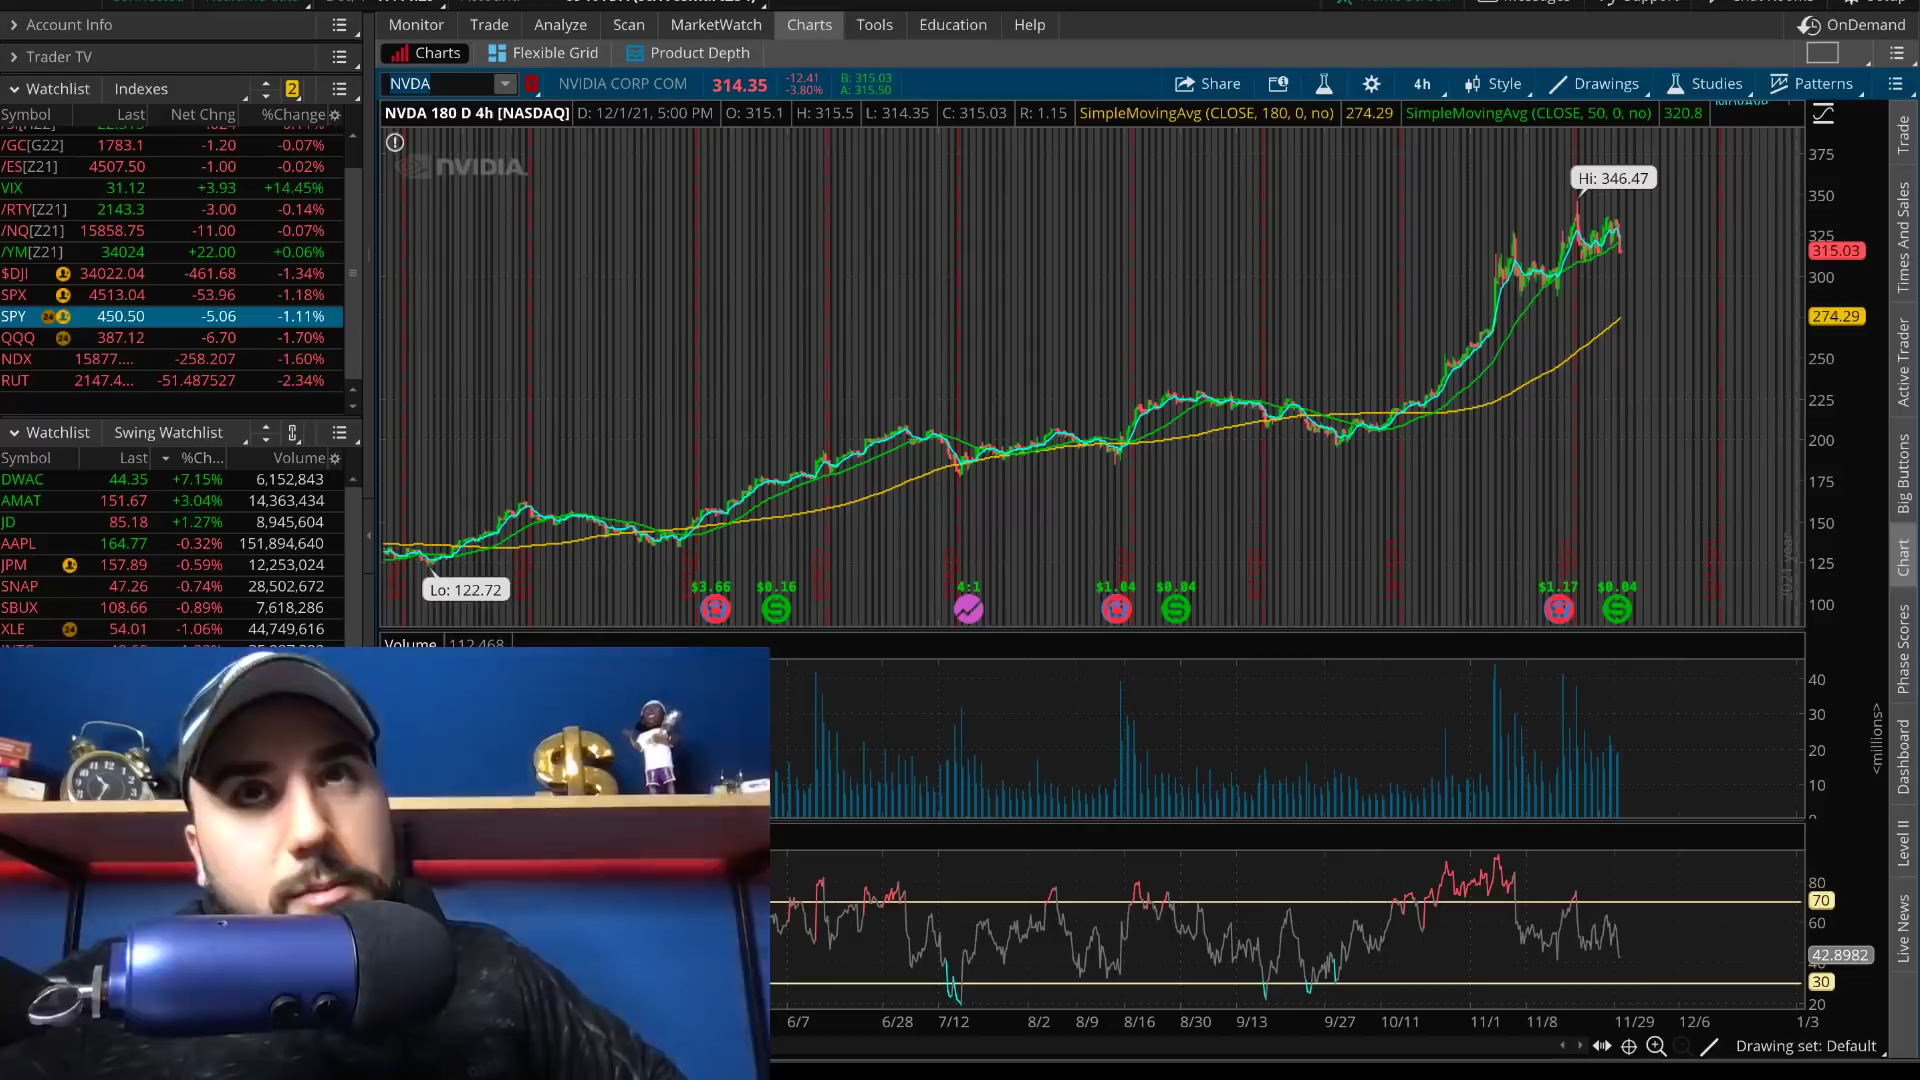 Account Info
Monitor Trade Analyze Scan MarketWatch Charts Tools Education Help
OnDemand
Trader TV
Charts Flexible Grid Product Depth
Watchlist Indexes 2
NVDA NVIDIA CORP COM 314.35 -12.41 -3.80% B: 315.03 A: 315.50 Share 4h Style Drawings Studies Patterns
Symbol Last Net Chng %Change
NVDA 180 D 4h [NASDAQ] D: 12/1/21, 5:00 PM O: 315.1 H: 315.5 L: 314.35 C: 315.03 R: 1.15 SimpleMovingAvg (CLOSE, 180, 0, no) 274.29 SimpleMovingAvg (CLOSE, 50, 0, no) 320.8
/GC[G22] 1783.1 -1.20 -0.07%
/ES[Z21] 4507.50 -1.00 -0.02%
VIX 31.12 +3.93 +14.45%
/RTY[Z21] 2143.3 -3.00 -0.14%
/NQ[Z21] 15858.75 -11.00 -0.07%
/YM[Z21] 34024 +22.00 +0.06%
$DJI 34022.04 -461.68 -1.34%
SPX 4513.04 -53.96 -1.18%
SPY 24 450.50 -5.06 -1.11%
QQQ 24 387.12 -6.70 -1.70%
NDX 15877.... -258.207 -1.60%
RUT 2147.4... -51.487527 -2.34%
Watchlist Swing Watchlist
Symbol Last %Ch... Volume
DWAC 44.35 +7.15% 6,152,843
AMAT 151.67 +3.04% 14,363,434
JD 85.18 +1.27% 8,945,604
AAPL 164.77 -0.32% 151,894,640
JPM 157.89 -0.59% 12,253,024
SNAP 47.26 -0.74% 28,502,672
SBUX 108.66 -0.89% 7,618,286
XLE 24 54.01 -1.06% 44,749,616
NVIDIA.
Hi: 346.47
Lo: 122.72
$3.66 $0.16 4:1 $1.04 $0.04 $1.17 $0.04
375
350
325
315.03
300
274.29
250
225
200
175
150
125
100
2021 year
Volume 112,468
40
30
20
10
<millions>
80
70
60
42.8982
30
20
6/7 6/28 7/12 8/2 8/9 8/16 8/30 9/13 9/27 10/11 11/1 11/8 11/29 12/6 1/3
Drawing set: Default
Trade
Times And Sales
Active Trader
Big Buttons
Chart
Phase Scores
Dashboard
Level II
Live News